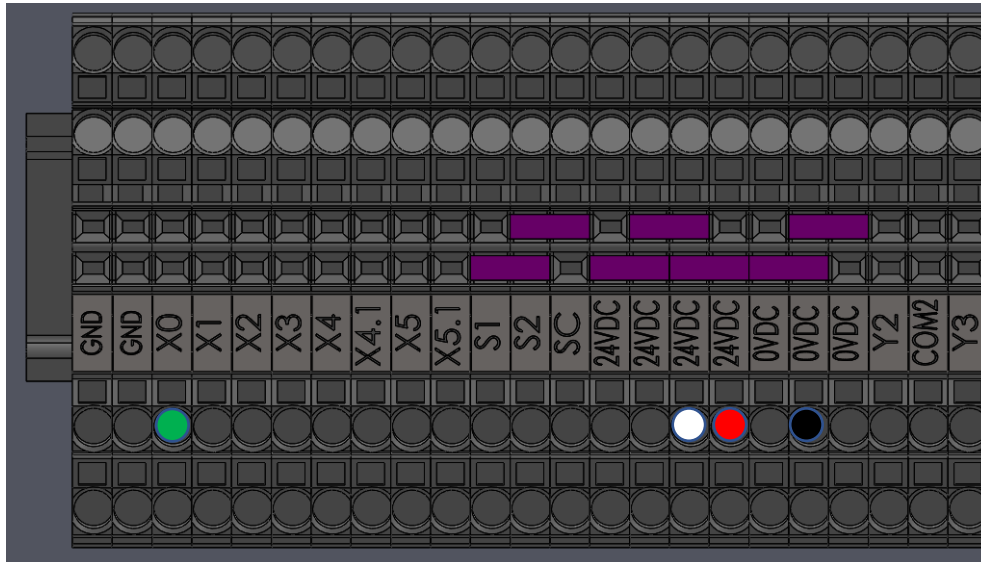 GND GND X0 X1 X2 X3 X4 X4.1 X5 X5.1 S1 S2 SC 24VDC 24VDC 24VDC 24VDC 0VDC 0VDC 0VDC Y2 COM2 Y3